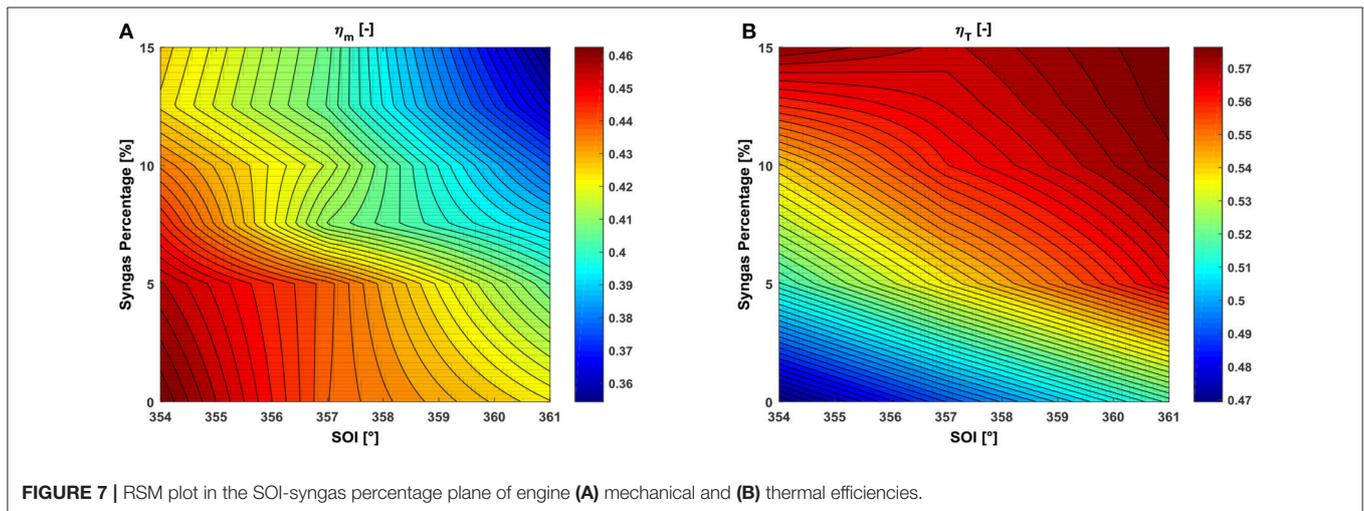 A
η_m [-]
15
10
5
0
Syngas Percentage [%]
354 355 356 357 358 359 360 361
SOI [°]
0.46
0.45
0.44
0.43
0.42
0.41
0.4
0.39
0.38
0.37
0.36
B
η_T [-]
15
10
5
0
Syngas Percentage [%]
354 355 356 357 358 359 360 361
SOI [°]
0.57
0.56
0.55
0.54
0.53
0.52
0.51
0.5
0.49
0.48
0.47
FIGURE 7 | RSM plot in the SOI-syngas percentage plane of engine (A) mechanical and (B) thermal efficiencies.